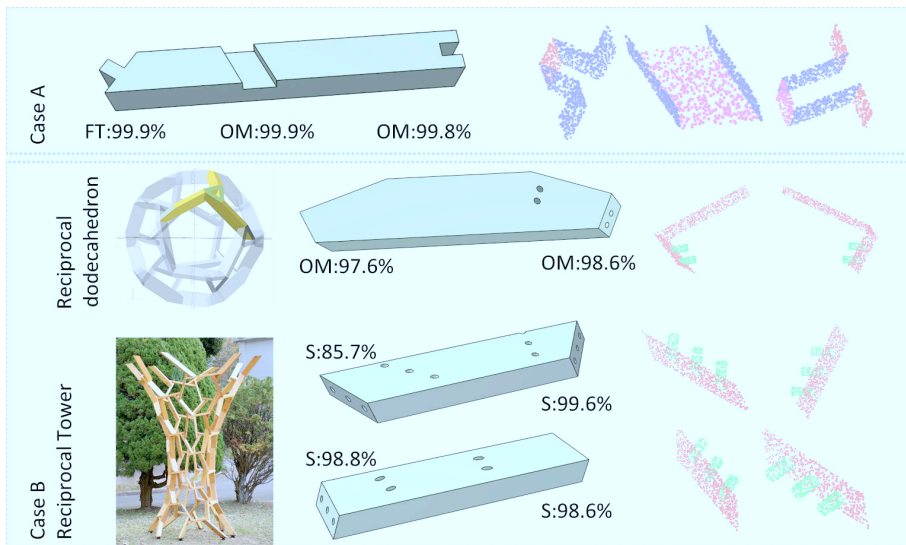 Case A
FT:99.9%
OM:99.9%
OM:99.8%
Reciprocal
dodecahedron
OM:97.6%
OM:98.6%
Case B
Reciprocal Tower
S:85.7%
S:99.6%
S:98.8%
S:98.6%